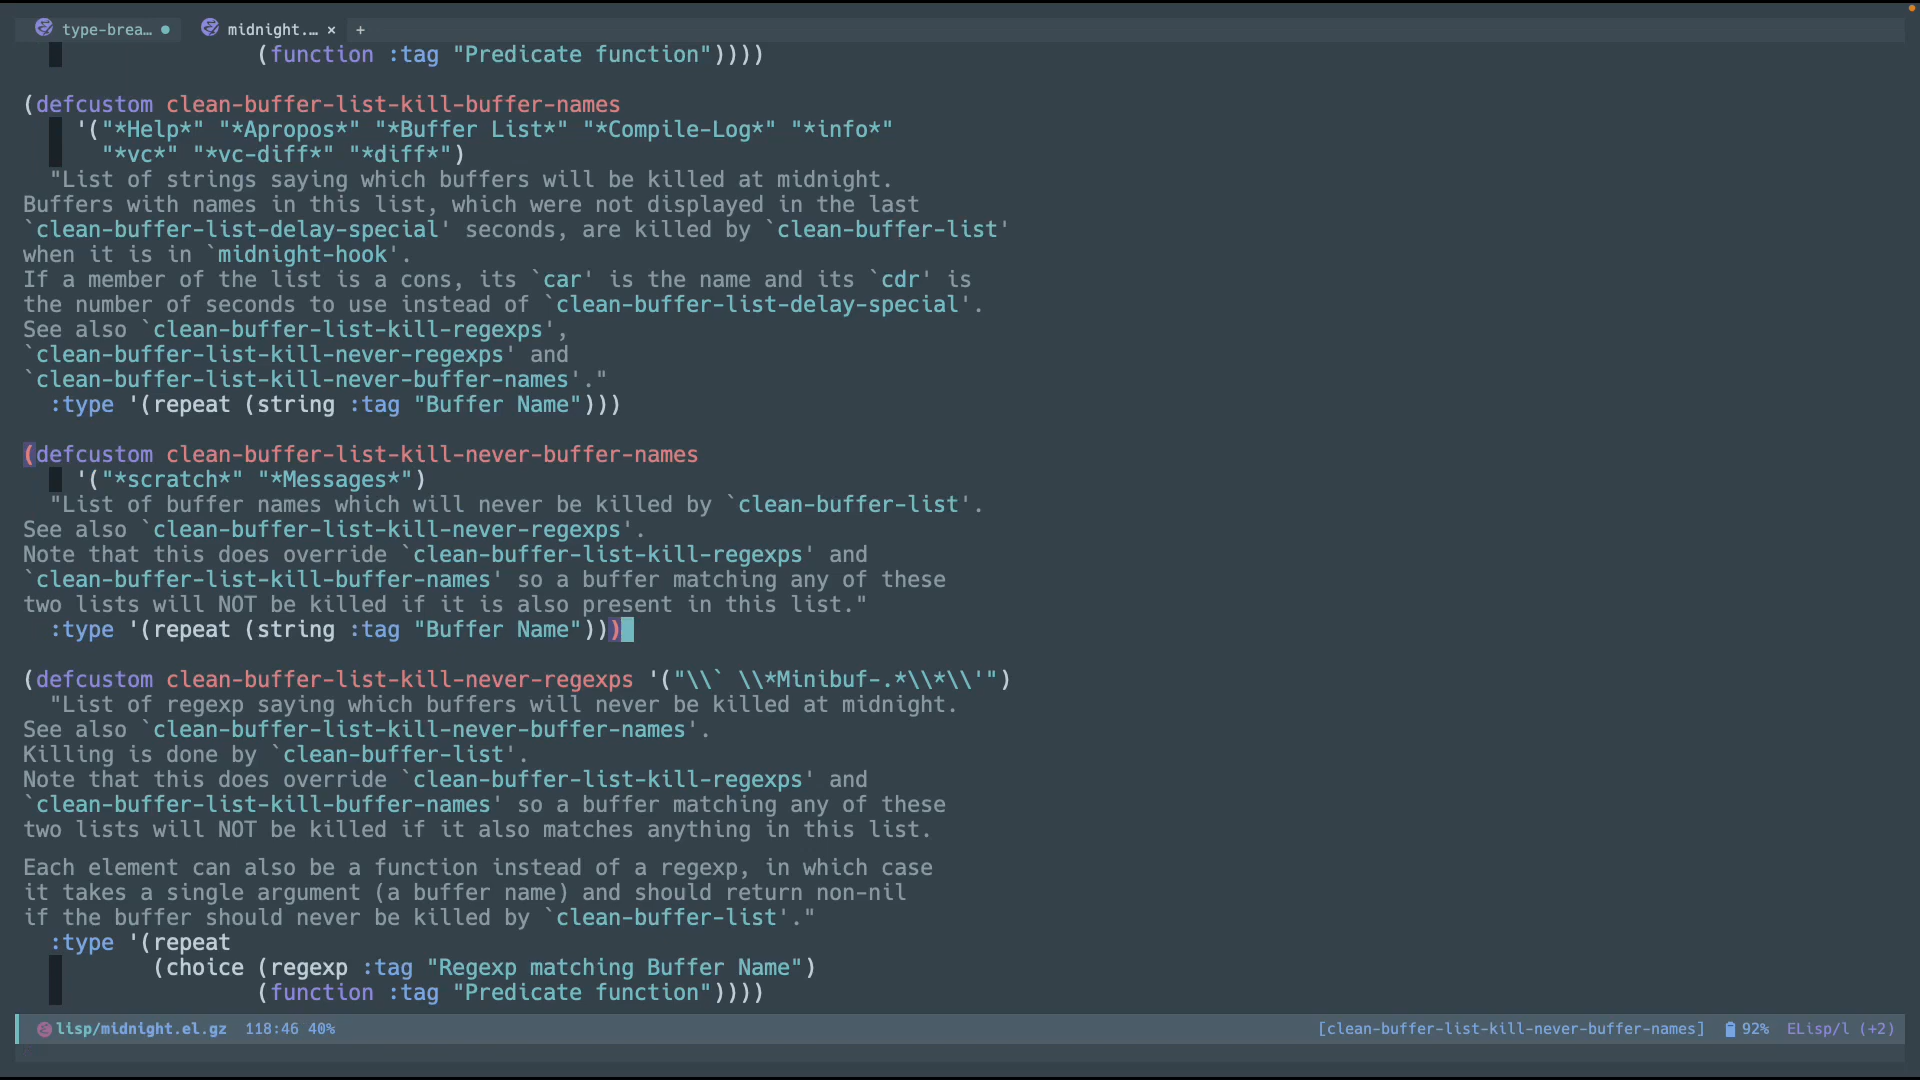 type-brea… ● midnight.… × +
(function :tag "Predicate function"))))
(defcustom clean-buffer-list-kill-buffer-names
'("*Help*" "*Apropos*" "*Buffer List*" "*Compile-Log*" "*info*"
"*vc*" "*vc-diff*" "*diff*")
"List of strings saying which buffers will be killed at midnight.
Buffers with names in this list, which were not displayed in the last
`clean-buffer-list-delay-special' seconds, are killed by `clean-buffer-list'
when it is in `midnight-hook'.
If a member of the list is a cons, its `car' is the name and its `cdr' is
the number of seconds to use instead of `clean-buffer-list-delay-special'.
See also `clean-buffer-list-kill-regexps',
`clean-buffer-list-kill-never-regexps' and
`clean-buffer-list-kill-never-buffer-names'."
:type '(repeat (string :tag "Buffer Name")))
(defcustom clean-buffer-list-kill-never-buffer-names
'("*scratch*" "*Messages*")
"List of buffer names which will never be killed by `clean-buffer-list'.
See also `clean-buffer-list-kill-never-regexps'.
Note that this does override `clean-buffer-list-kill-regexps' and
`clean-buffer-list-kill-buffer-names' so a buffer matching any of these
two lists will NOT be killed if it is also present in this list."
:type '(repeat (string :tag "Buffer Name")))
(defcustom clean-buffer-list-kill-never-regexps '("\\` \\*Minibuf-.*\\*\\'")
"List of regexp saying which buffers will never be killed at midnight.
See also `clean-buffer-list-kill-never-buffer-names'.
Killing is done by `clean-buffer-list'.
Note that this does override `clean-buffer-list-kill-regexps' and
`clean-buffer-list-kill-buffer-names' so a buffer matching any of these
two lists will NOT be killed if it also matches anything in this list.
Each element can also be a function instead of a regexp, in which case
it takes a single argument (a buffer name) and should return non-nil
if the buffer should never be killed by `clean-buffer-list'."
:type '(repeat
(choice (regexp :tag "Regexp matching Buffer Name")
(function :tag "Predicate function"))))
lisp/midnight.el.gz 118:46 40% [clean-buffer-list-kill-never-buffer-names] 92% ELisp/l (+2)